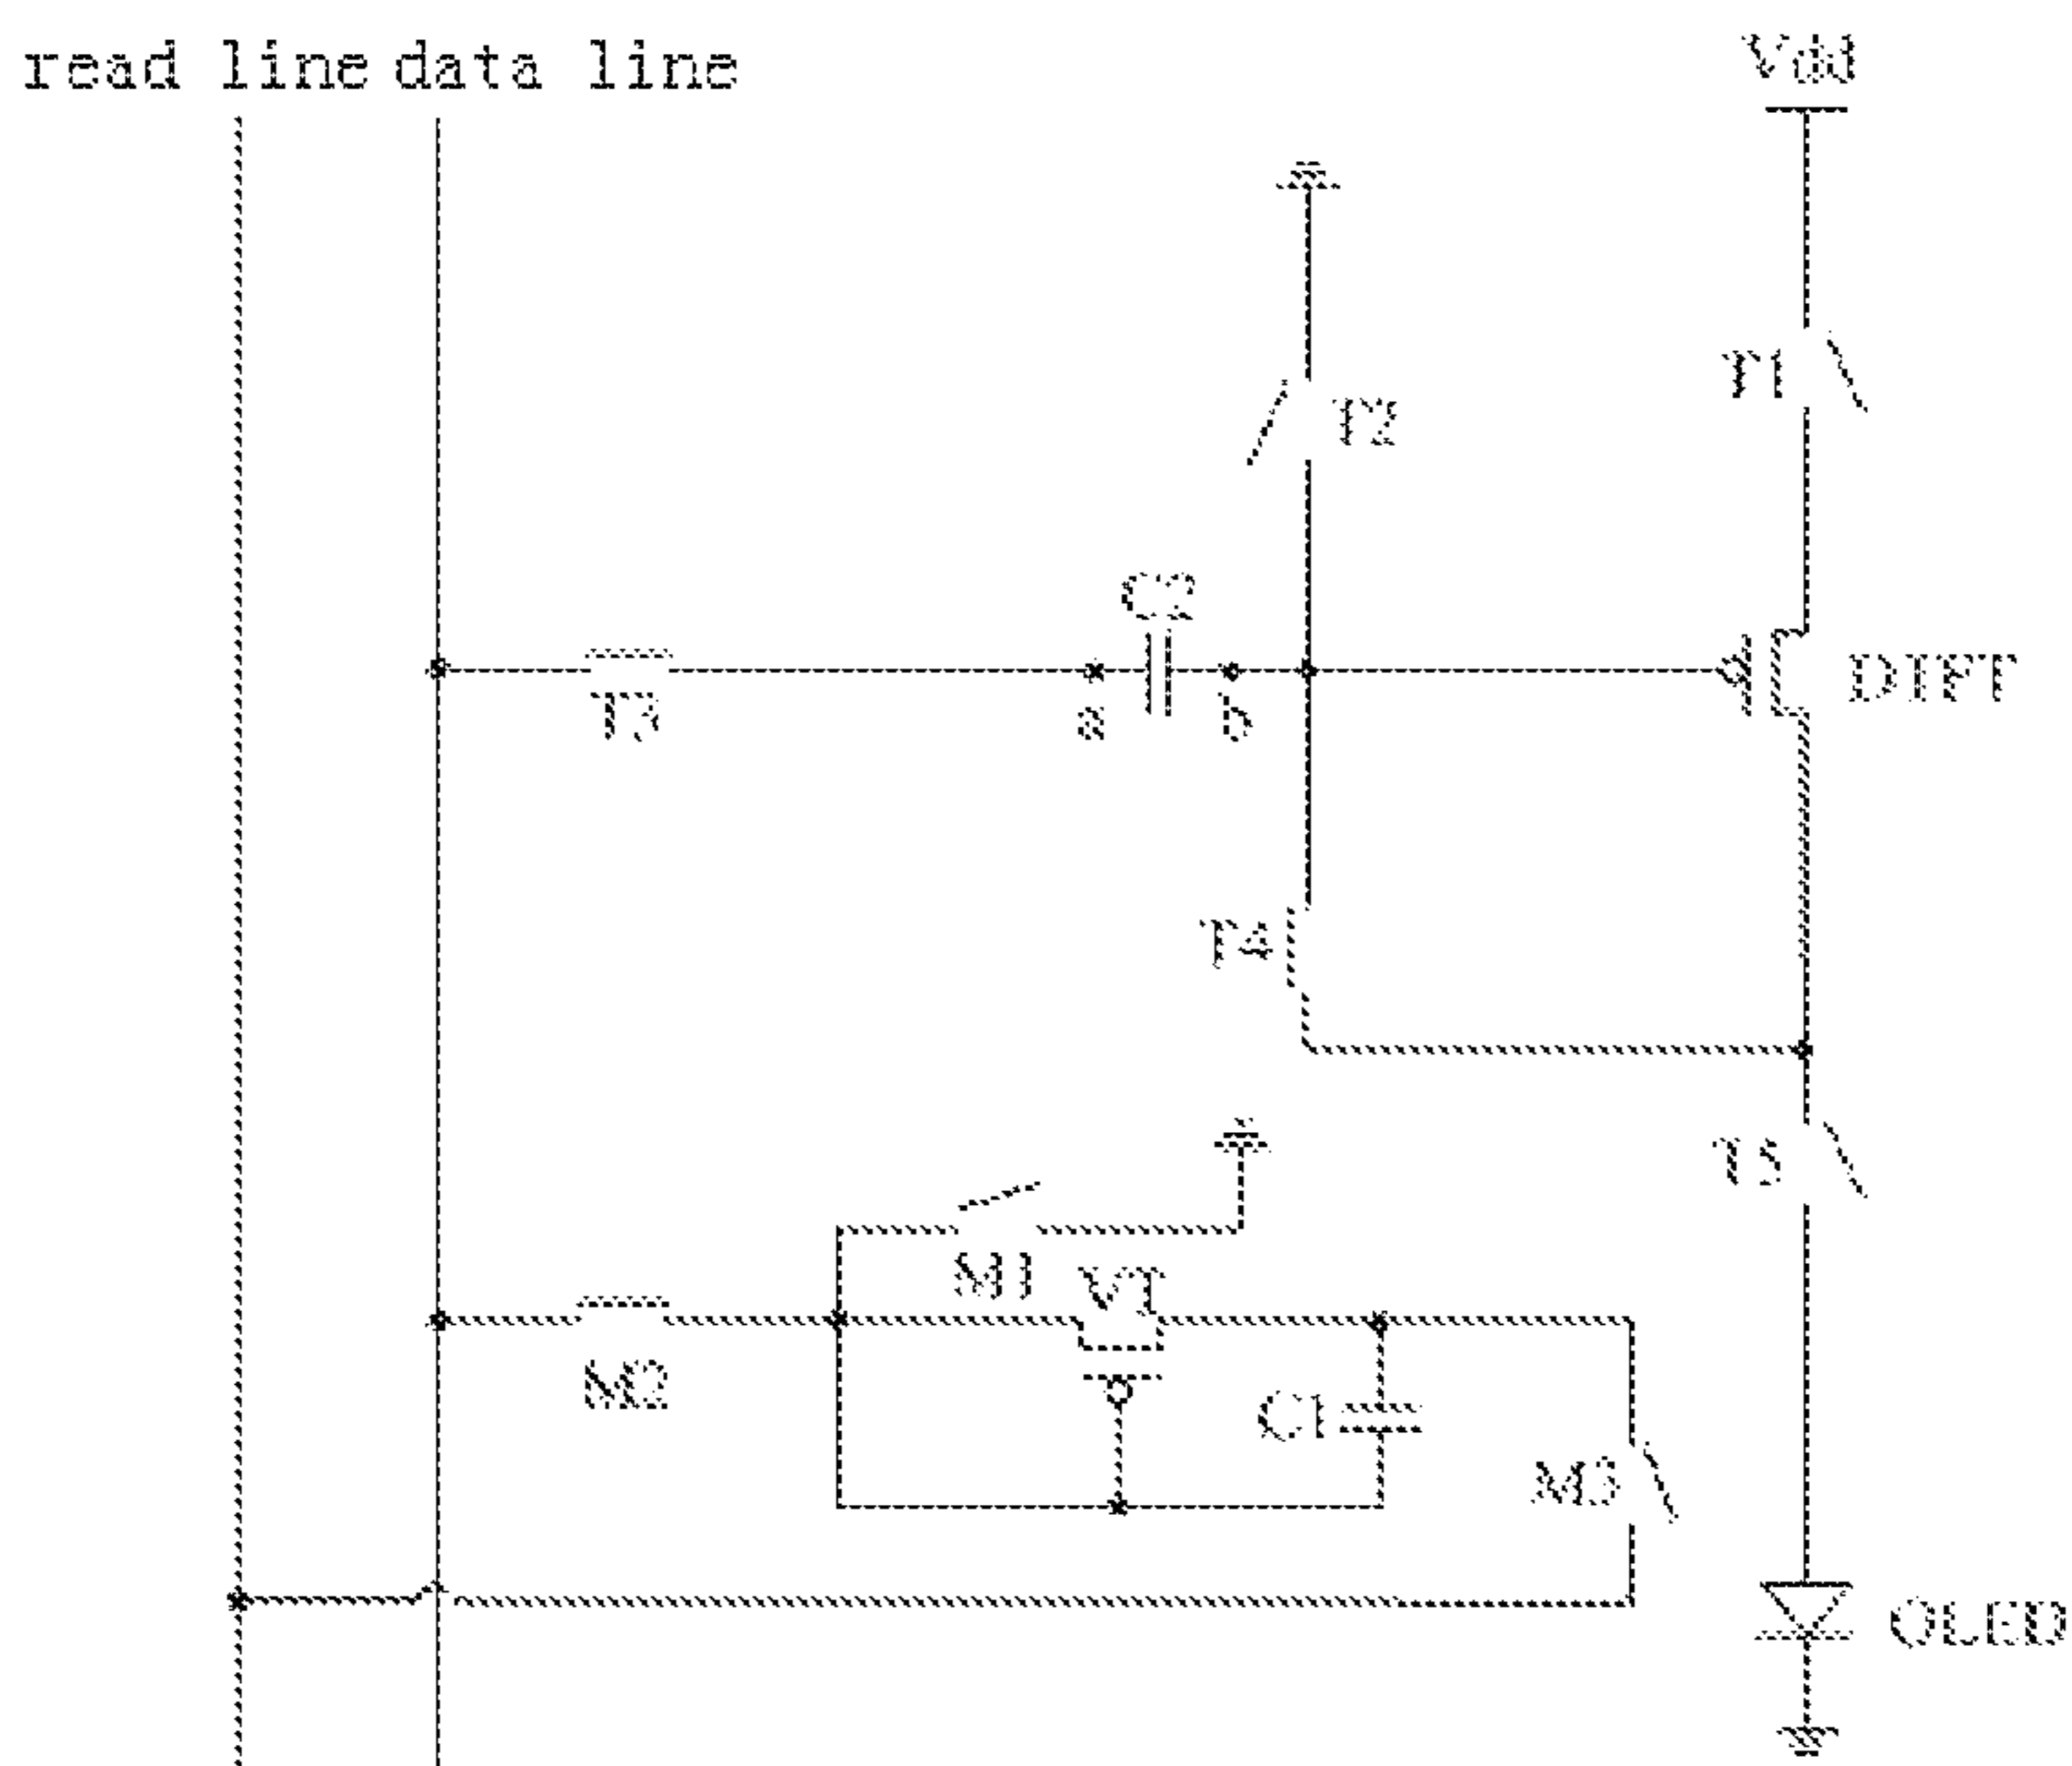 read line data line
Vdd
T1
T2
C2
T3
a
b
DTFT
T4
T5
M1
VT
M2
C1
M3
OLED